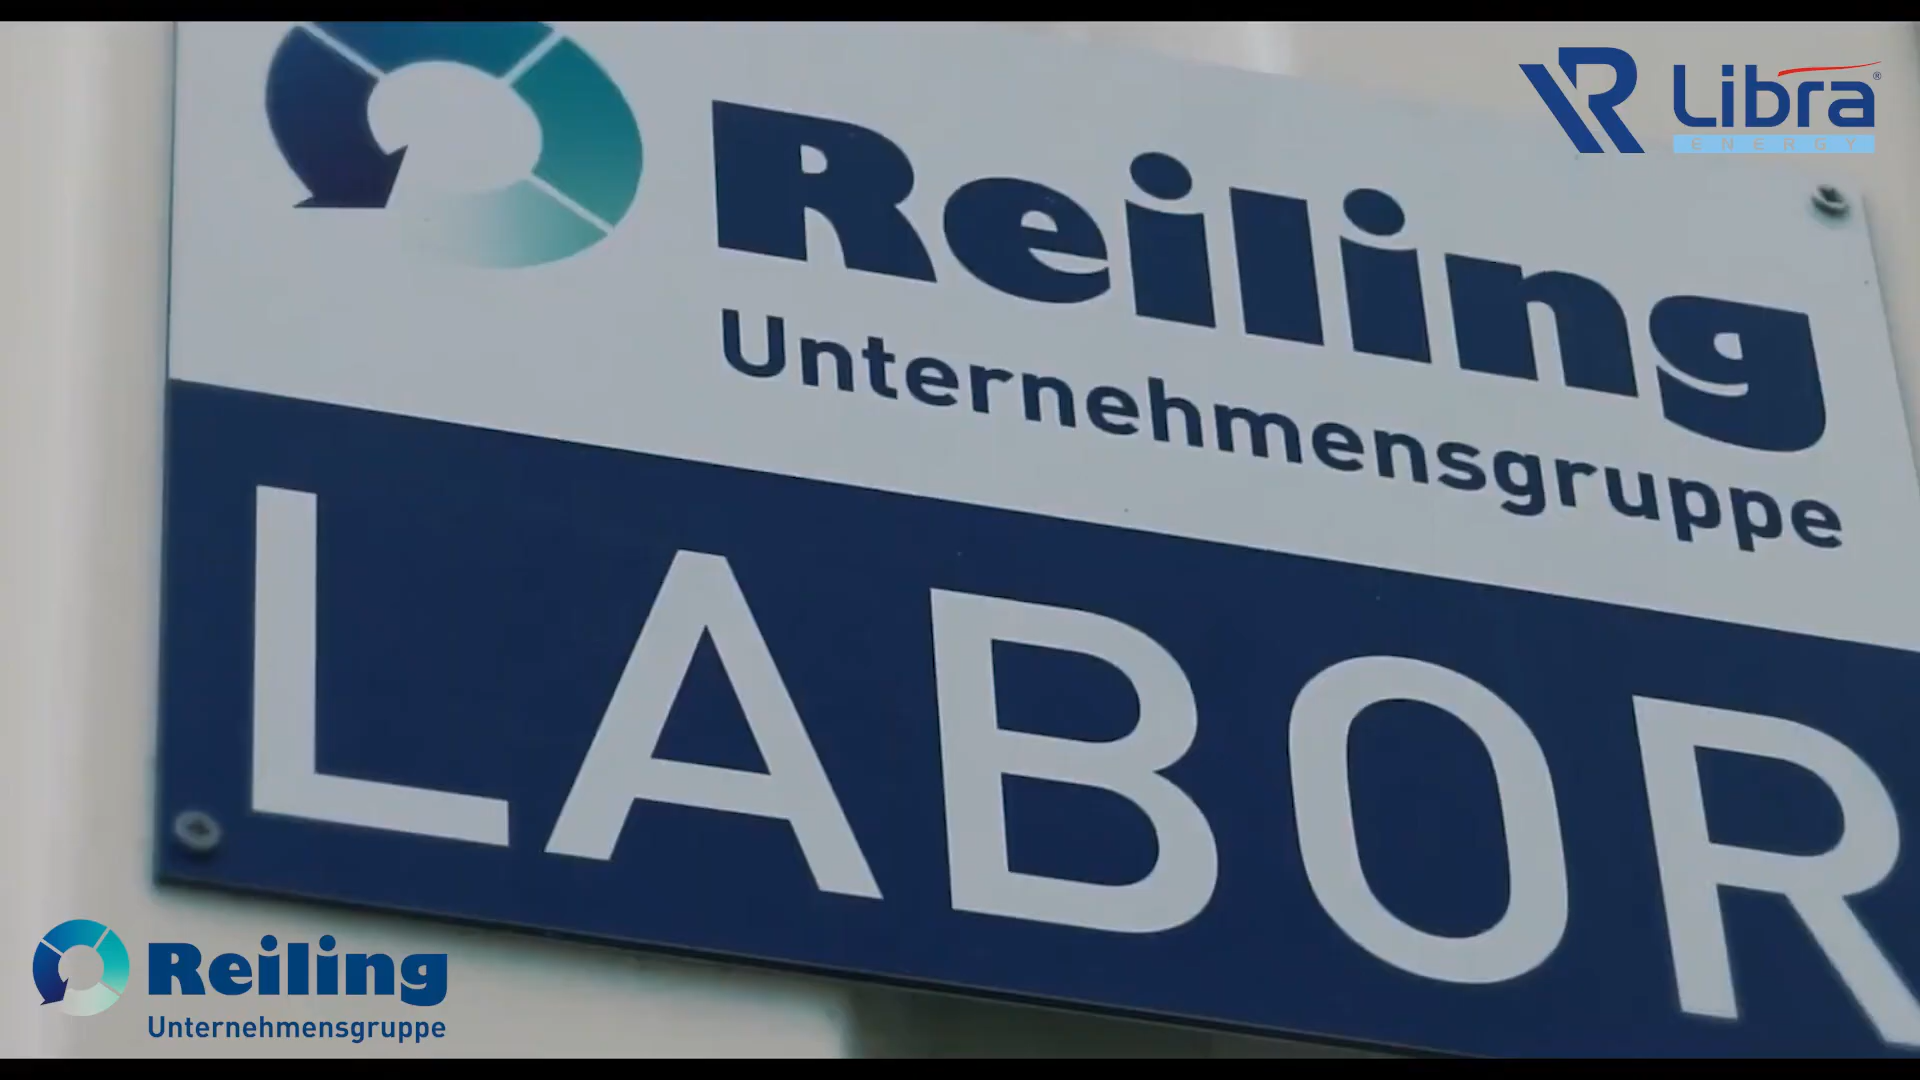 Libra®
ENERGY
Reiling
Unternehmensgruppe
LABOR
Reiling
Unternehmensgruppe